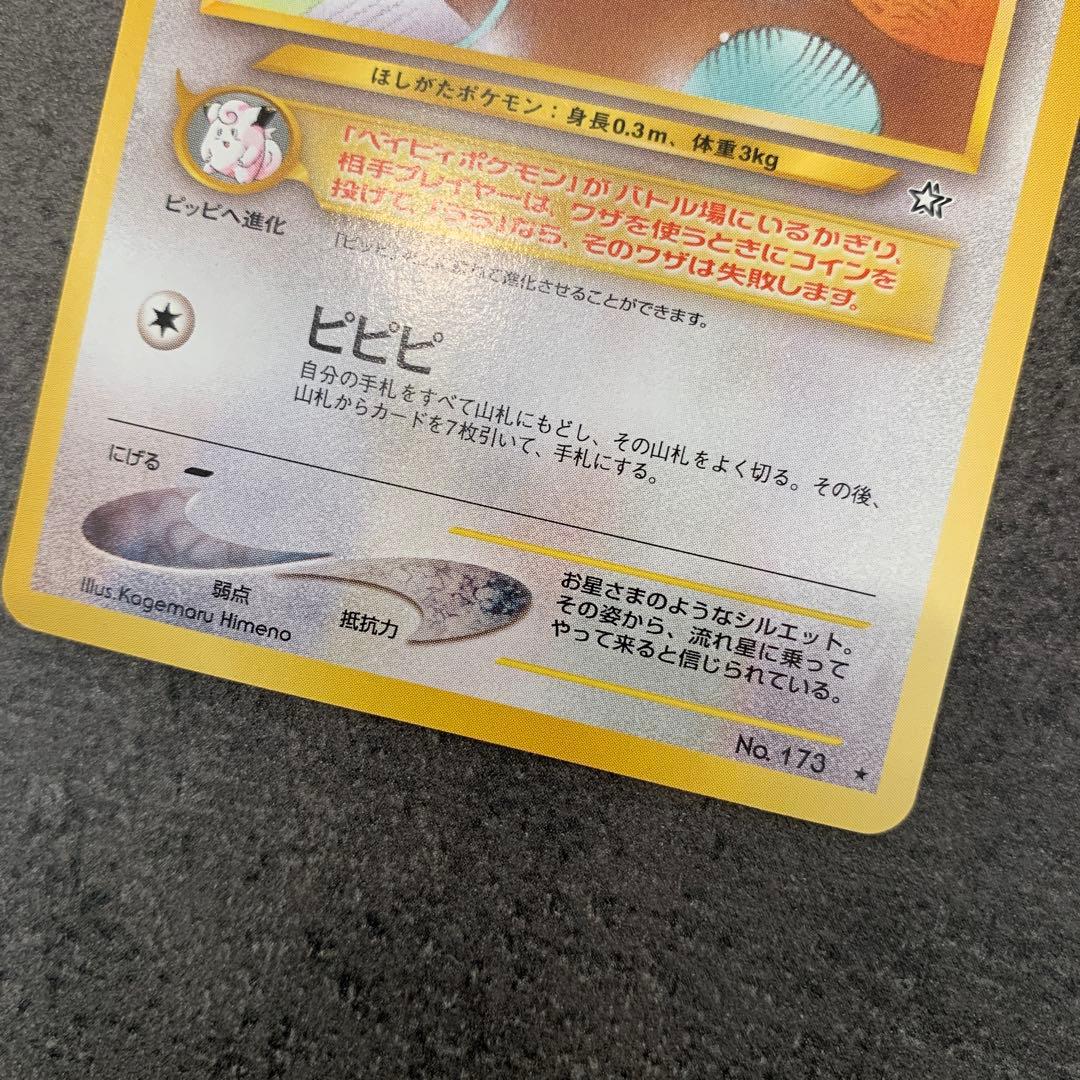 ほしがたポケモン：身長0.3m、体重3kg
「ベイビィポケモン」がバトル場にいるかぎり、
相手プレイヤーは、ワザを使うときにコインを
投げて、「うら」なら、そのワザは失敗します。
ピッピへ進化
て進化させることができます。
ピピピ
自分の手札をすべて山札にもどし、その山札をよく切る。その後、
山札からカードを7枚引いて、手札にする。
にげる
弱点
抵抗力
Illus. Kagemaru Himeno
お星さまのようなシルエット。
その姿から、流れ星に乗って
やって来ると信じられている。
No. 173 ★